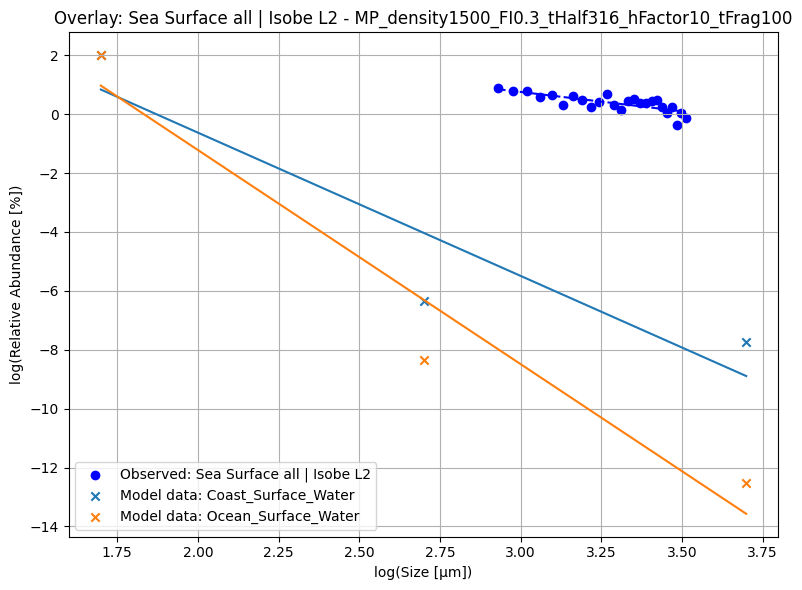 Overlay: Sea Surface all | Isobe L2 - MP_density1500_FI0.3_tHalf316_hFactor10_tFrag100
log(Relative Abundance [%])
2
0
−2
−4
−6
−8
−10
−12
−14
Observed: Sea Surface all | Isobe L2
Model data: Coast_Surface_Water
Model data: Ocean_Surface_Water
1.75 2.00 2.25 2.50 2.75 3.00 3.25 3.50 3.75
log(Size [µm])